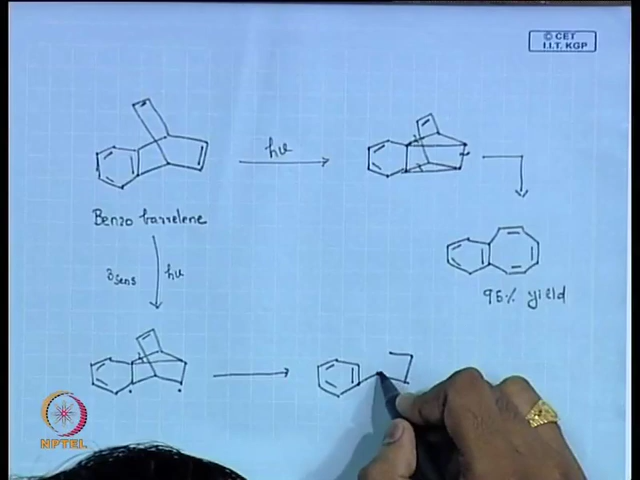 © CET
I.I.T. KGP
hν
Benzo barrelene
3sens
hν
95% yield
NPTEL